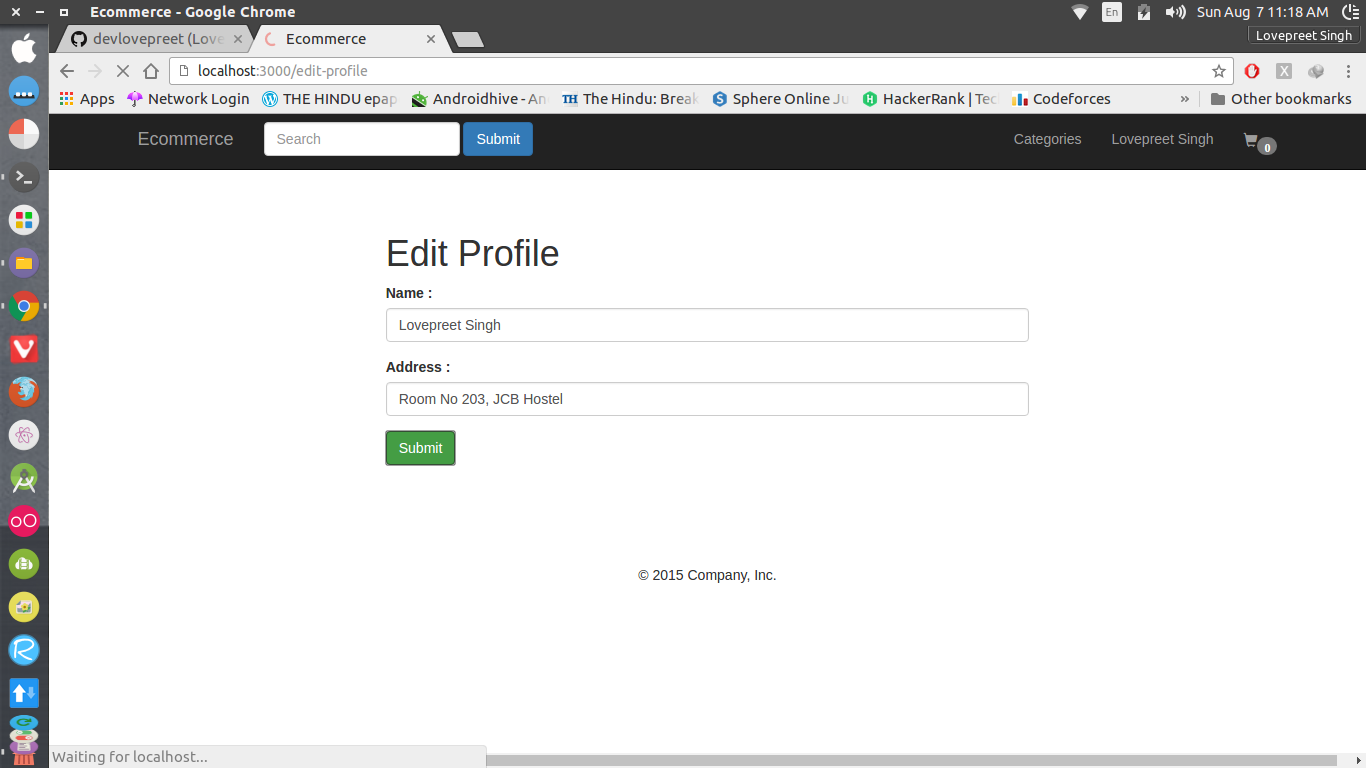 Ecommerce - Google Chrome
En
Sun Aug 7 11:18 AM
devlovepreet (Love
Ecommerce
Lovepreet Singh
localhost:3000/edit-profile
Apps
Network Login
THE HINDU epap
Androidhive - An
TH The Hindu: Break
Sphere Online Ju
HackerRank | Tec
Codeforces
»
Other bookmarks
Ecommerce
Search
Submit
Categories
Lovepreet Singh
0
Edit Profile
Name :
Lovepreet Singh
Address :
Room No 203, JCB Hostel
Submit
© 2015 Company, Inc.
Waiting for localhost...